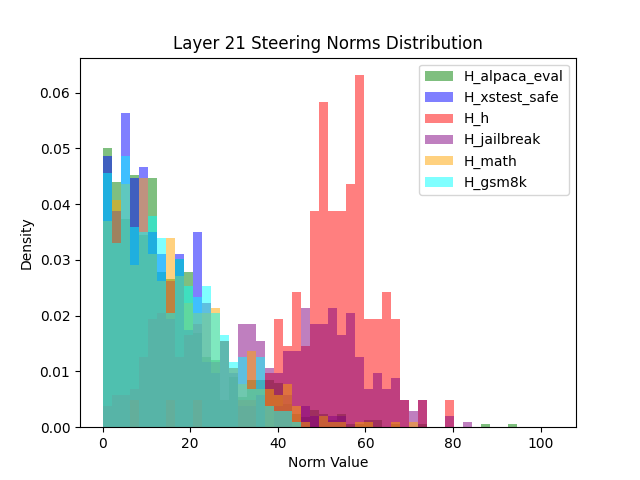 Layer 21 Steering Norms Distribution
H_alpaca_eval
H_xstest_safe
H_h
H_jailbreak
H_math
H_gsm8k
0.06
0.05
0.04
0.03
0.02
0.01
0.00
Density
0 20 40 60 80 100
Norm Value